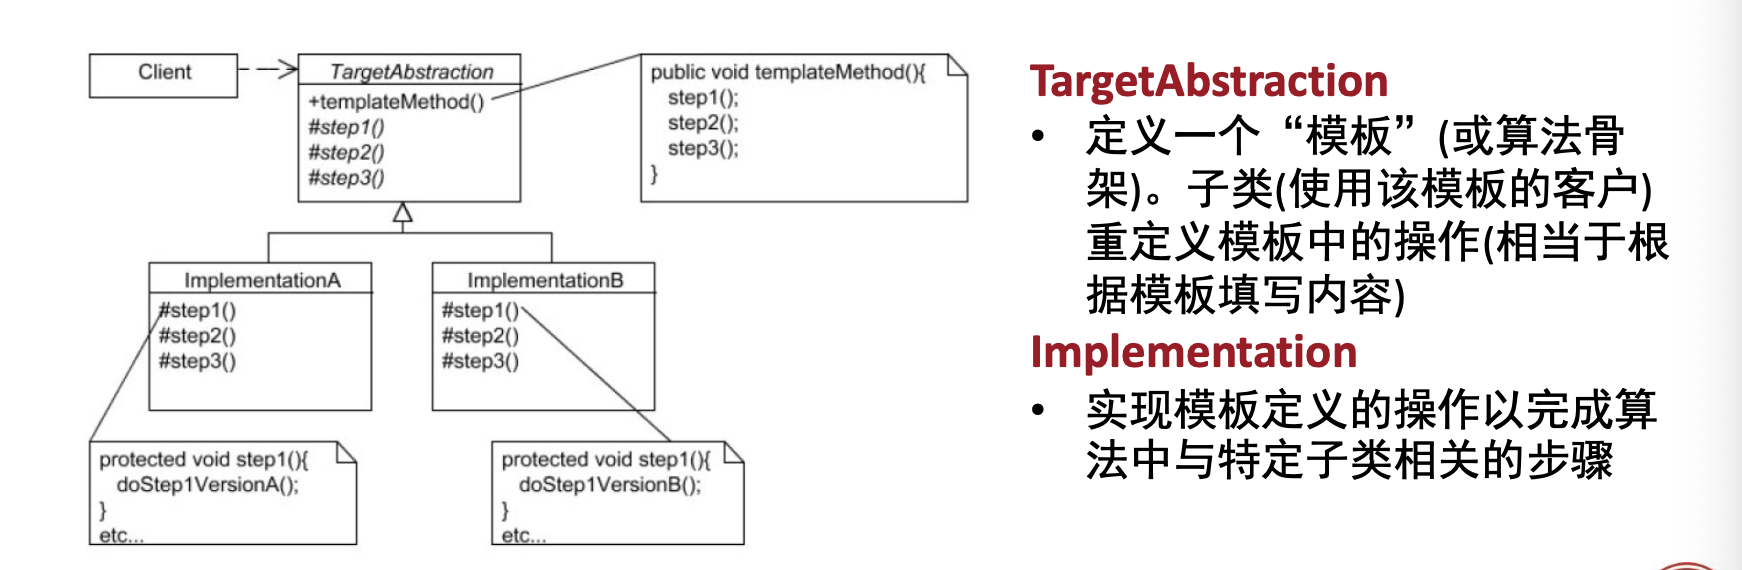 Client
TargetAbstraction
+templateMethod()
#step1()
#step2()
#step3()
public void templateMethod(){
step1();
step2();
step3();
}
ImplementationA
#step1()
#step2()
#step3()
ImplementationB
#step1()
#step2()
#step3()
protected void step1(){
doStep1VersionA();
}
etc...
protected void step1(){
doStep1VersionB();
}
etc...
TargetAbstraction
• 定义一个“模板”(或算法骨
架)。子类(使用该模板的客户)
重定义模板中的操作(相当于根
据模板填写内容)
Implementation
• 实现模板定义的操作以完成算
法中与特定子类相关的步骤